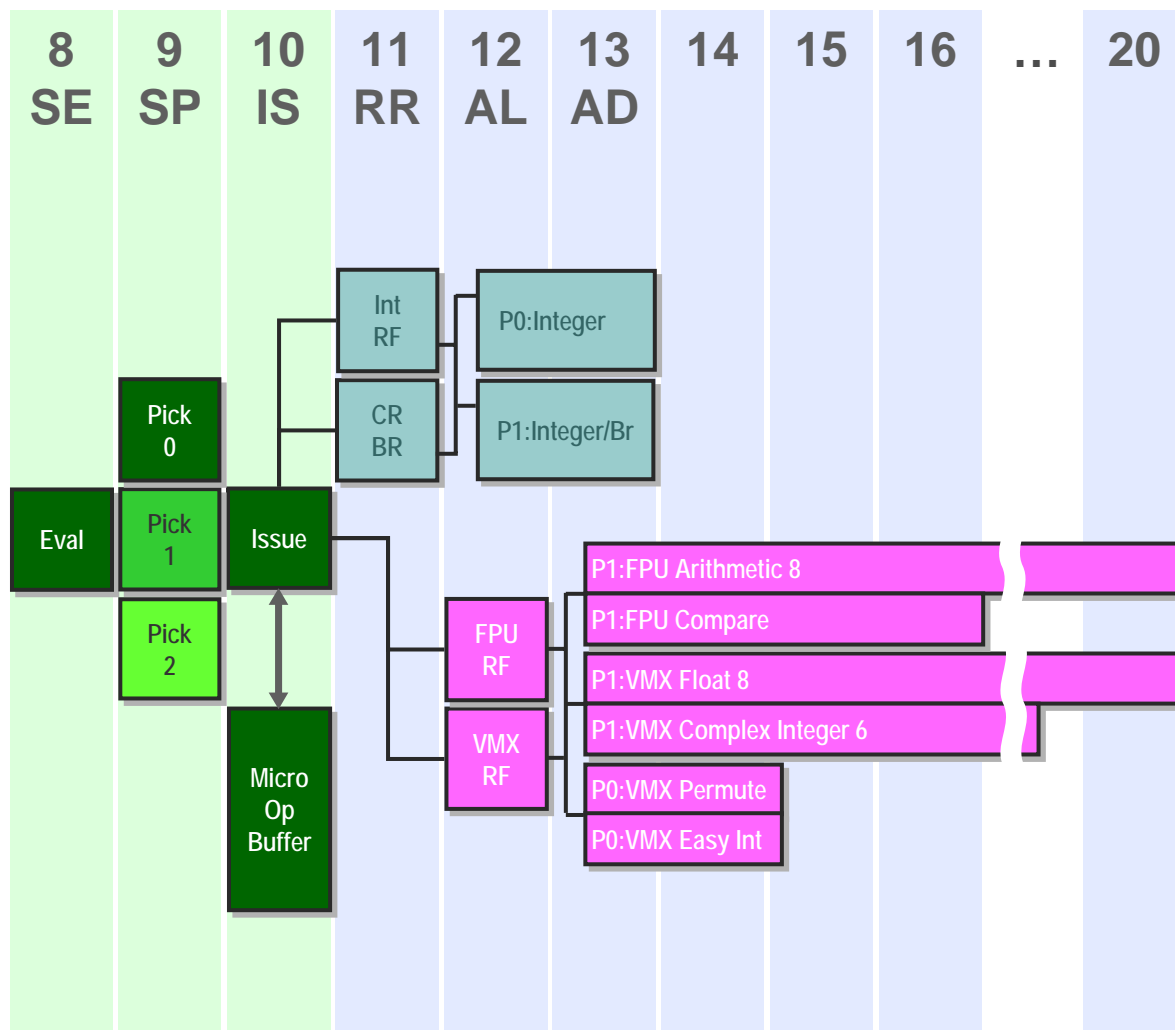 8 9 10 11 12 13 14 15 16 ... 20
SE SP IS RR AL AD
Int
RF
P0:Integer
CR
BR
P1:Integer/Br
Pick
0
Eval
Pick
1
Issue
Pick
2
P1:FPU Arithmetic 8
P1:FPU Compare
FPU
RF
P1:VMX Float 8
P1:VMX Complex Integer 6
VMX
RF
P0:VMX Permute
P0:VMX Easy Int
Micro
Op
Buffer